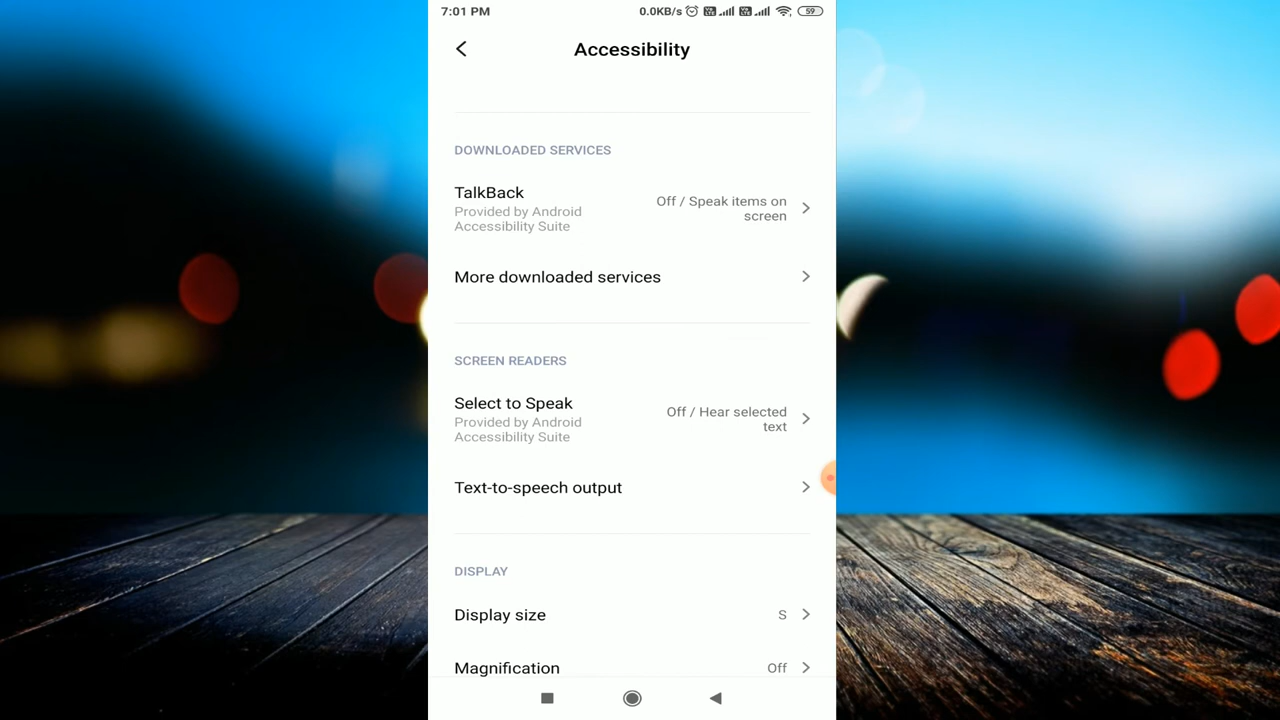 7:01 PM 0.0KB/s 59
Accessibility
DOWNLOADED SERVICES
TalkBack
Provided by Android
Accessibility Suite
Off / Speak items on
screen
More downloaded services
SCREEN READERS
Select to Speak
Provided by Android
Accessibility Suite
Off / Hear selected
text
Text-to-speech output
DISPLAY
Display size S
Magnification Off